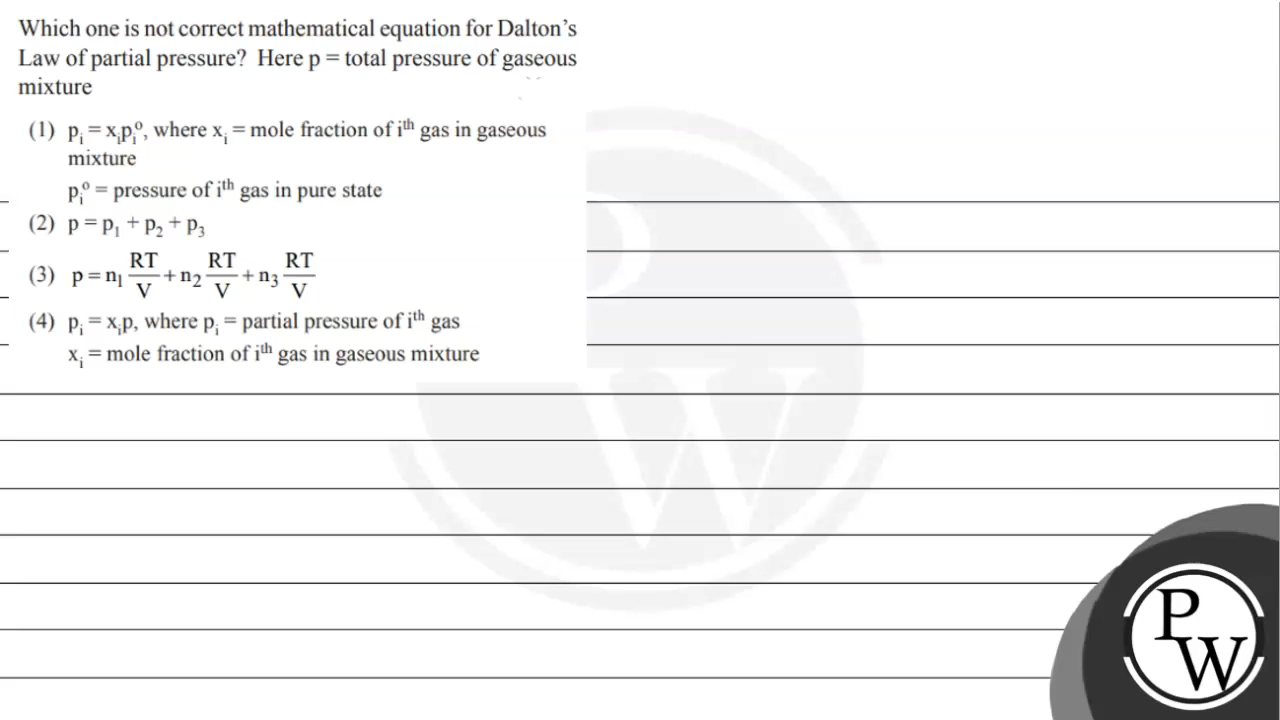 Which one is not correct mathematical equation for Dalton’s
Law of partial pressure? Here p = total pressure of gaseous
mixture
(1) pᵢ = xᵢpᵢº, where xᵢ = mole fraction of iᵗʰ gas in gaseous
mixture
pᵢº = pressure of iᵗʰ gas in pure state
(2) p = p₁ + p₂ + p₃
(3) p = n₁ RT/V + n₂ RT/V + n₃ RT/V
(4) pᵢ = xᵢp, where pᵢ = partial pressure of iᵗʰ gas
xᵢ = mole fraction of iᵗʰ gas in gaseous mixture
PW